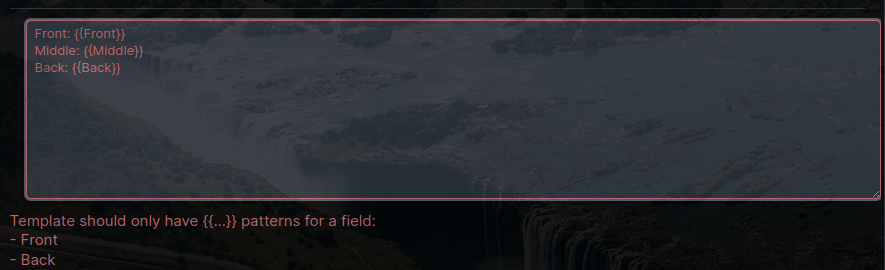 Front: {{Front}}
Middle: {{Middle}}
Back: {{Back}}
Template should only have {{...}} patterns for a field:
- Front
- Back